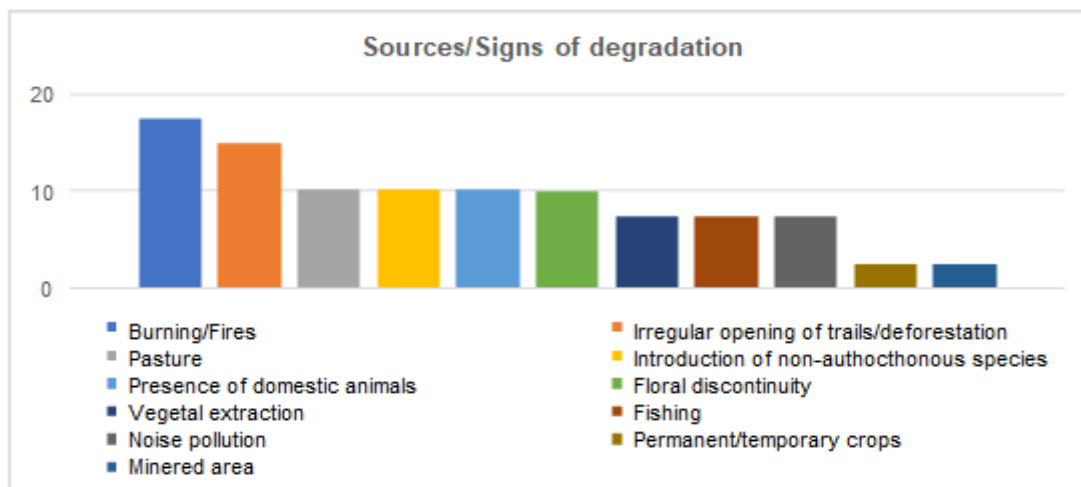 Sources/Signs of degradation
20
10
0
Burning/Fires
Irregular opening of trails/deforestation
Pasture
Introduction of non-authocthonous species
Presence of domestic animals
Floral discontinuity
Vegetal extraction
Fishing
Noise pollution
Permanent/temporary crops
Minered area